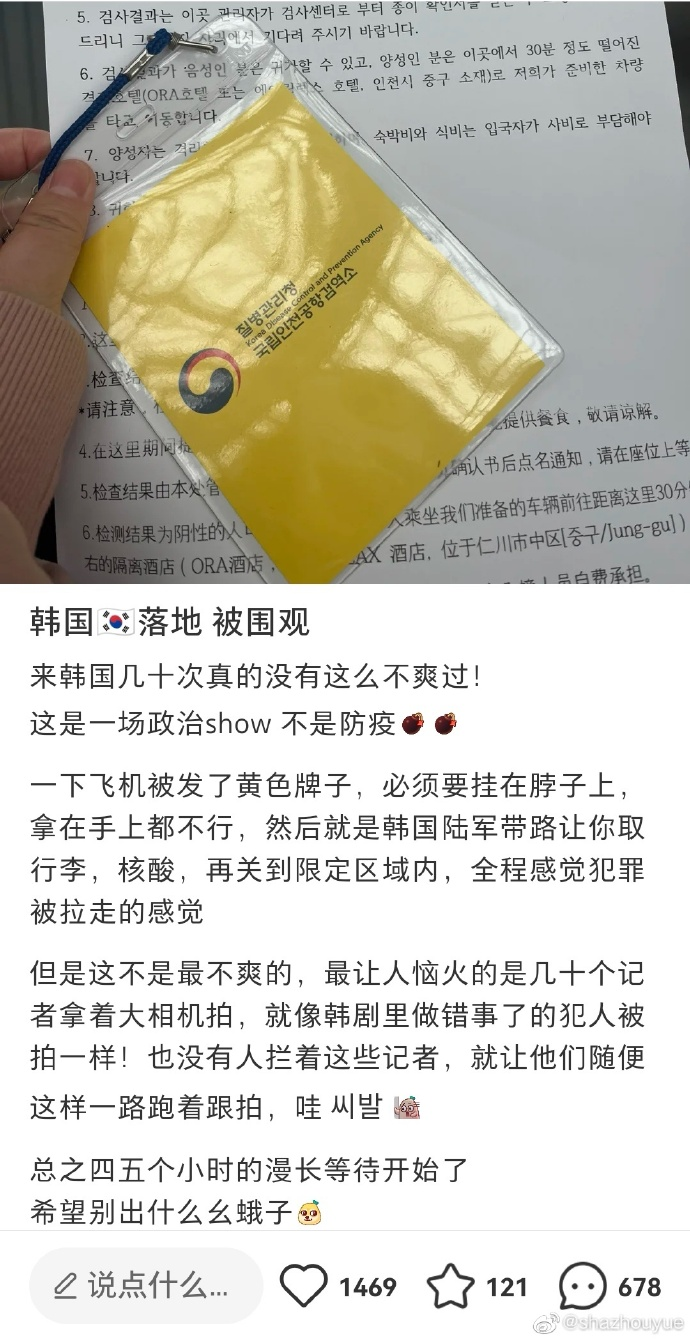 5. 검사결과는 이곳 관리자가 검사센터로 부터 종이
드리니 그 에서 기다려 주시기 바랍니다.
6. 검사결과가 음성인 분은 귀가할 수 있고, 양성인 분은 이곳에서 30분 정도 떨어진
호텔(ORA호텔 또는 호텔, 인천시 중구 소재)로 저희가 준비한 차량
타고 이동합니다.
7. 양성자는 격리 숙박비와 식비는 입국자가 사비로 부담해야
합니다.
질병관리청
Korea Disease Control and Prevention Agency
국립인천공항검역소
检查结
*请注意， 提供餐食，敬请谅解。
4.在这里期间 确认书后点名通知，请在座位上等
5.检查结果由本处管
6.检测结果为阴性的人 乘坐我们准备的车辆前往距离这里30分
右的隔离酒店（ORA酒店， AX 酒店, 位于仁川市中区[중구/Jung-gu]）
人员自费承担。
韩国🇰🇷落地 被围观
来韩国几十次真的没有这么不爽过！
这是一场政治show 不是防疫💣💣
一下飞机被发了黄色牌子，必须要挂在脖子上，
拿在手上都不行，然后就是韩国陆军带路让你取
行李，核酸，再关到限定区域内，全程感觉犯罪
被拉走的感觉
但是这不是最不爽的，最让人恼火的是几十个记
者拿着大相机拍，就像韩剧里做错事了的犯人被
拍一样！也没有人拦着这些记者，就让他们随便
这样一路跑着跟拍，哇 씨발
总之四五个小时的漫长等待开始了
希望别出什么幺蛾子
说点什么... 1469 121 678
@shazhouyue